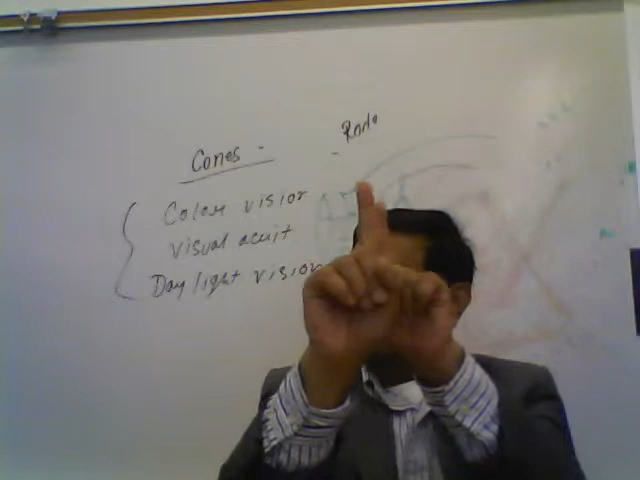 Cones -
- Rods
Color vision
visual acuit
Day light vision